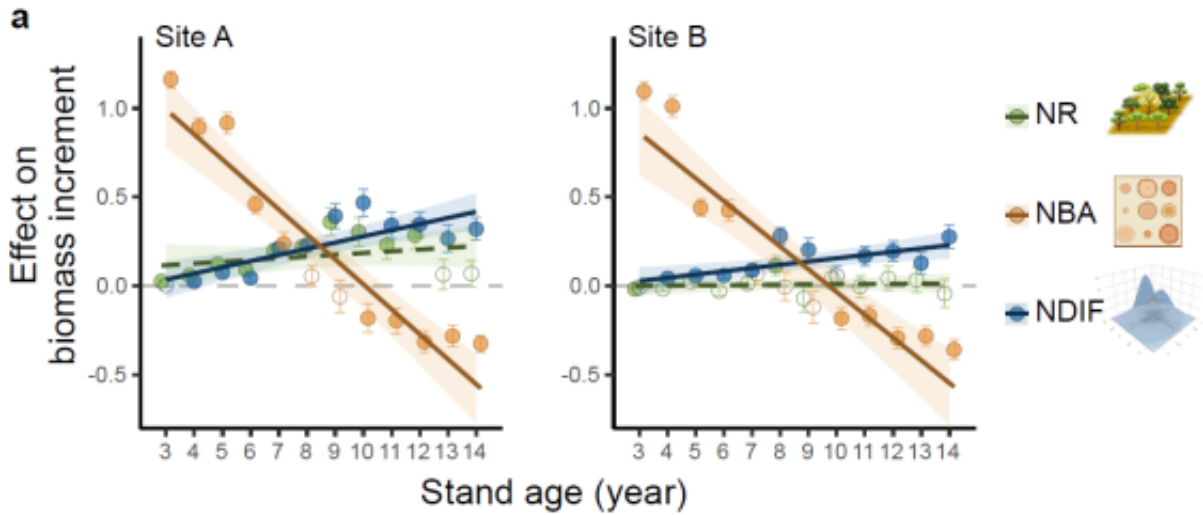 a
Site A
Site B
Effect on
biomass increment
1.0
0.5
0.0
-0.5
3 4 5 6 7 8 9 10 11 12 13 14
1.0
0.5
0.0
-0.5
3 4 5 6 7 8 9 10 11 12 13 14
Stand age (year)
NR
NBA
NDIF